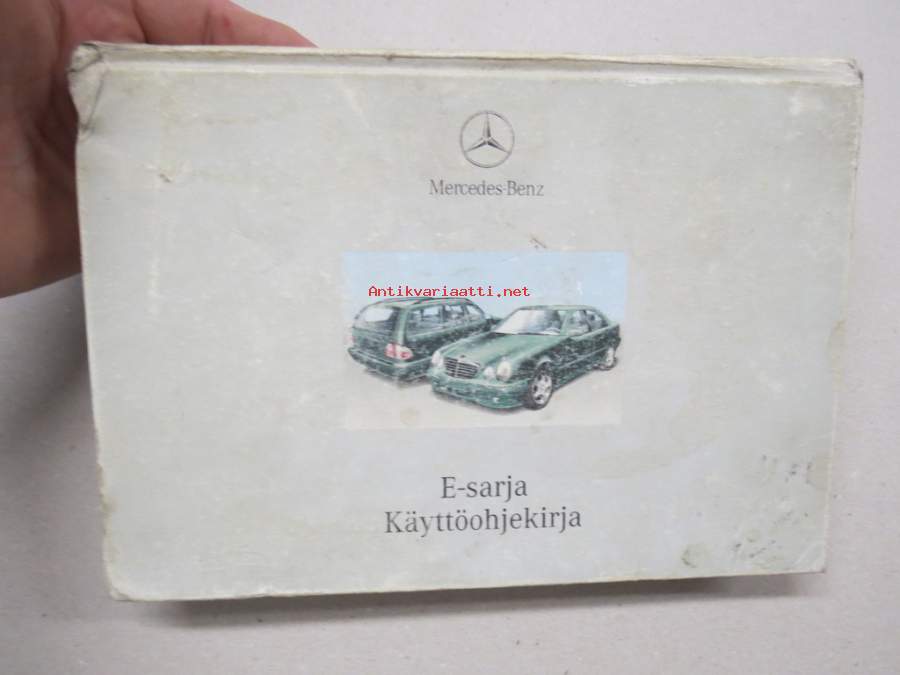 Mercedes-Benz
Antikvariaatti.net
E-sarja
Käyttöohjekirja